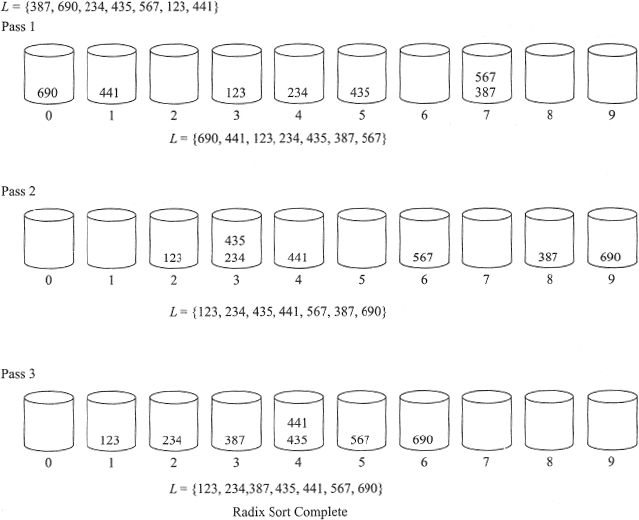 L = {387, 690, 234, 435, 567, 123, 441}
Pass 1
567
690 441 123 234 435 387
0 1 2 3 4 5 6 7 8 9
L = {690, 441, 123, 234, 435, 387, 567}
Pass 2
435
123 234 441 567 387 690
0 1 2 3 4 5 6 7 8 9
L = {123, 234, 435, 441, 567, 387, 690}
Pass 3
441
123 234 387 435 567 690
0 1 2 3 4 5 6 7 8 9
L = {123, 234,387, 435, 441, 567, 690}
Radix Sort Complete